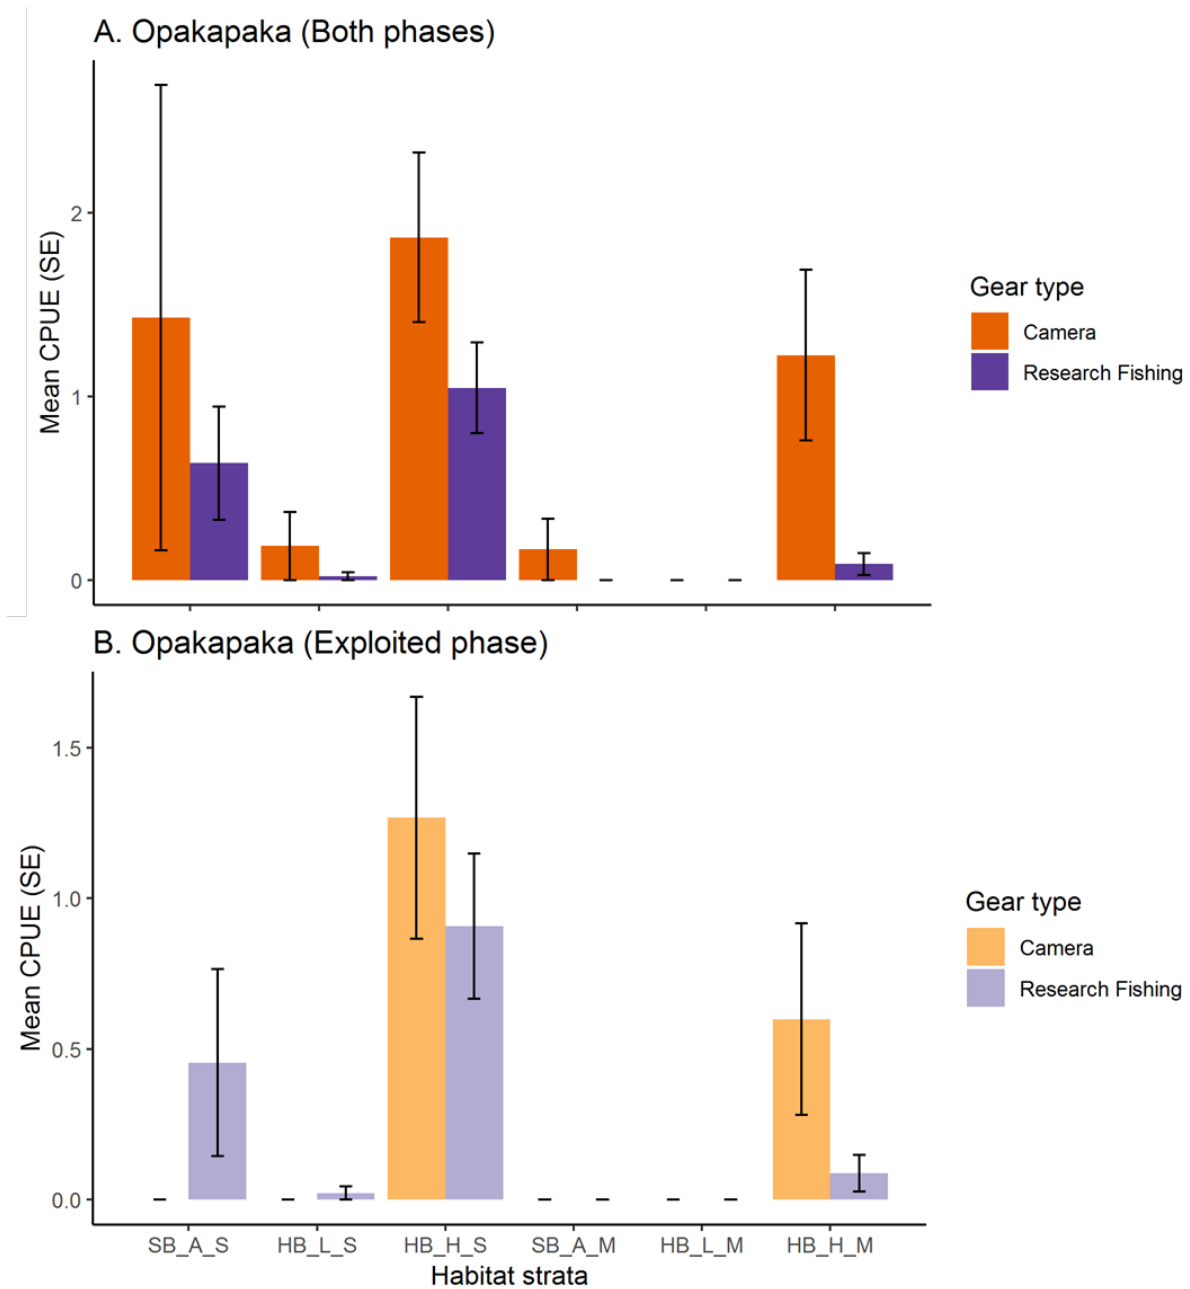 A. Opakapaka (Both phases)
Mean CPUE (SE)
2
1
0
Gear type
Camera
Research Fishing
B. Opakapaka (Exploited phase)
Mean CPUE (SE)
1.5
1.0
0.5
0.0
Gear type
Camera
Research Fishing
SB_A_S HB_L_S HB_H_S SB_A_M HB_L_M HB_H_M
Habitat strata